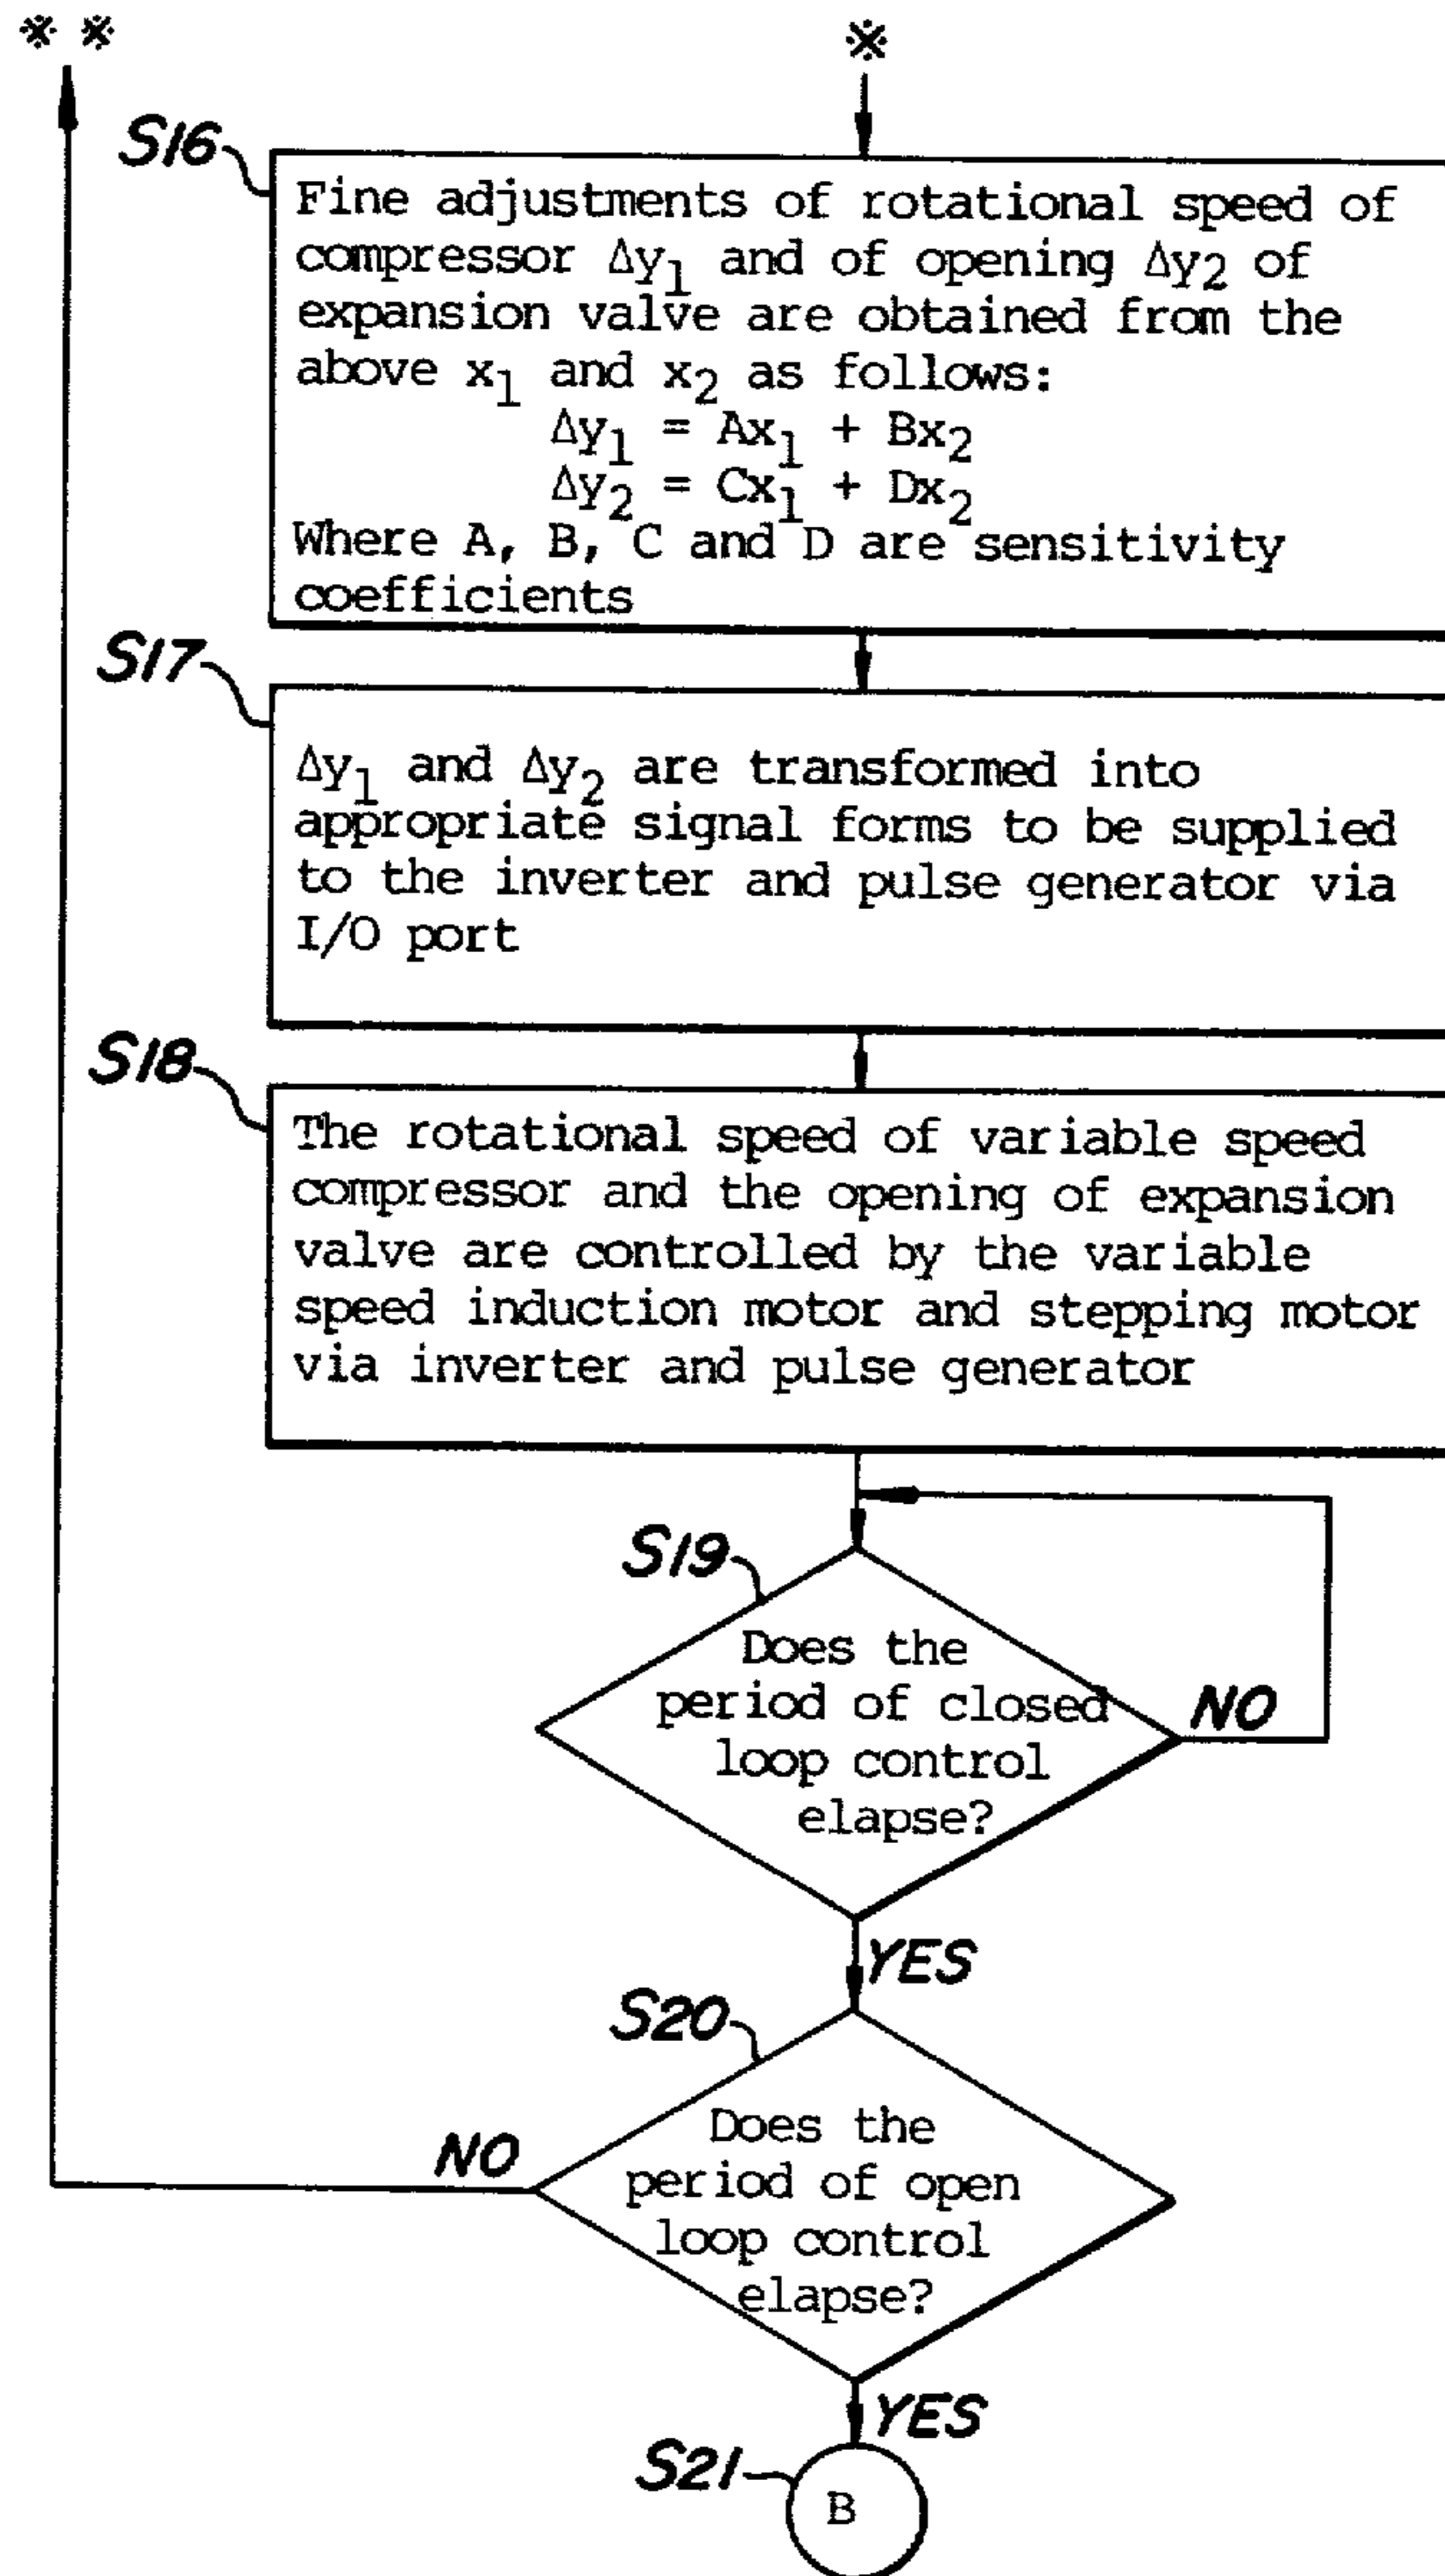 ※ ※
※
S16
Fine adjustments of rotational speed of
compressor Δy₁ and of opening Δy₂ of
expansion valve are obtained from the
above x₁ and x₂ as follows:
Δy₁ = Ax₁ + Bx₂
Δy₂ = Cx₁ + Dx₂
Where A, B, C and D are sensitivity
coefficients
S17
Δy₁ and Δy₂ are transformed into
appropriate signal forms to be supplied
to the inverter and pulse generator via
I/O port
S18
The rotational speed of variable speed
compressor and the opening of expansion
valve are controlled by the variable
speed induction motor and stepping motor
via inverter and pulse generator
S19
Does the
period of closed
loop control
elapse?
NO
YES
S20
Does the
period of open
loop control
elapse?
NO
YES
S21
B